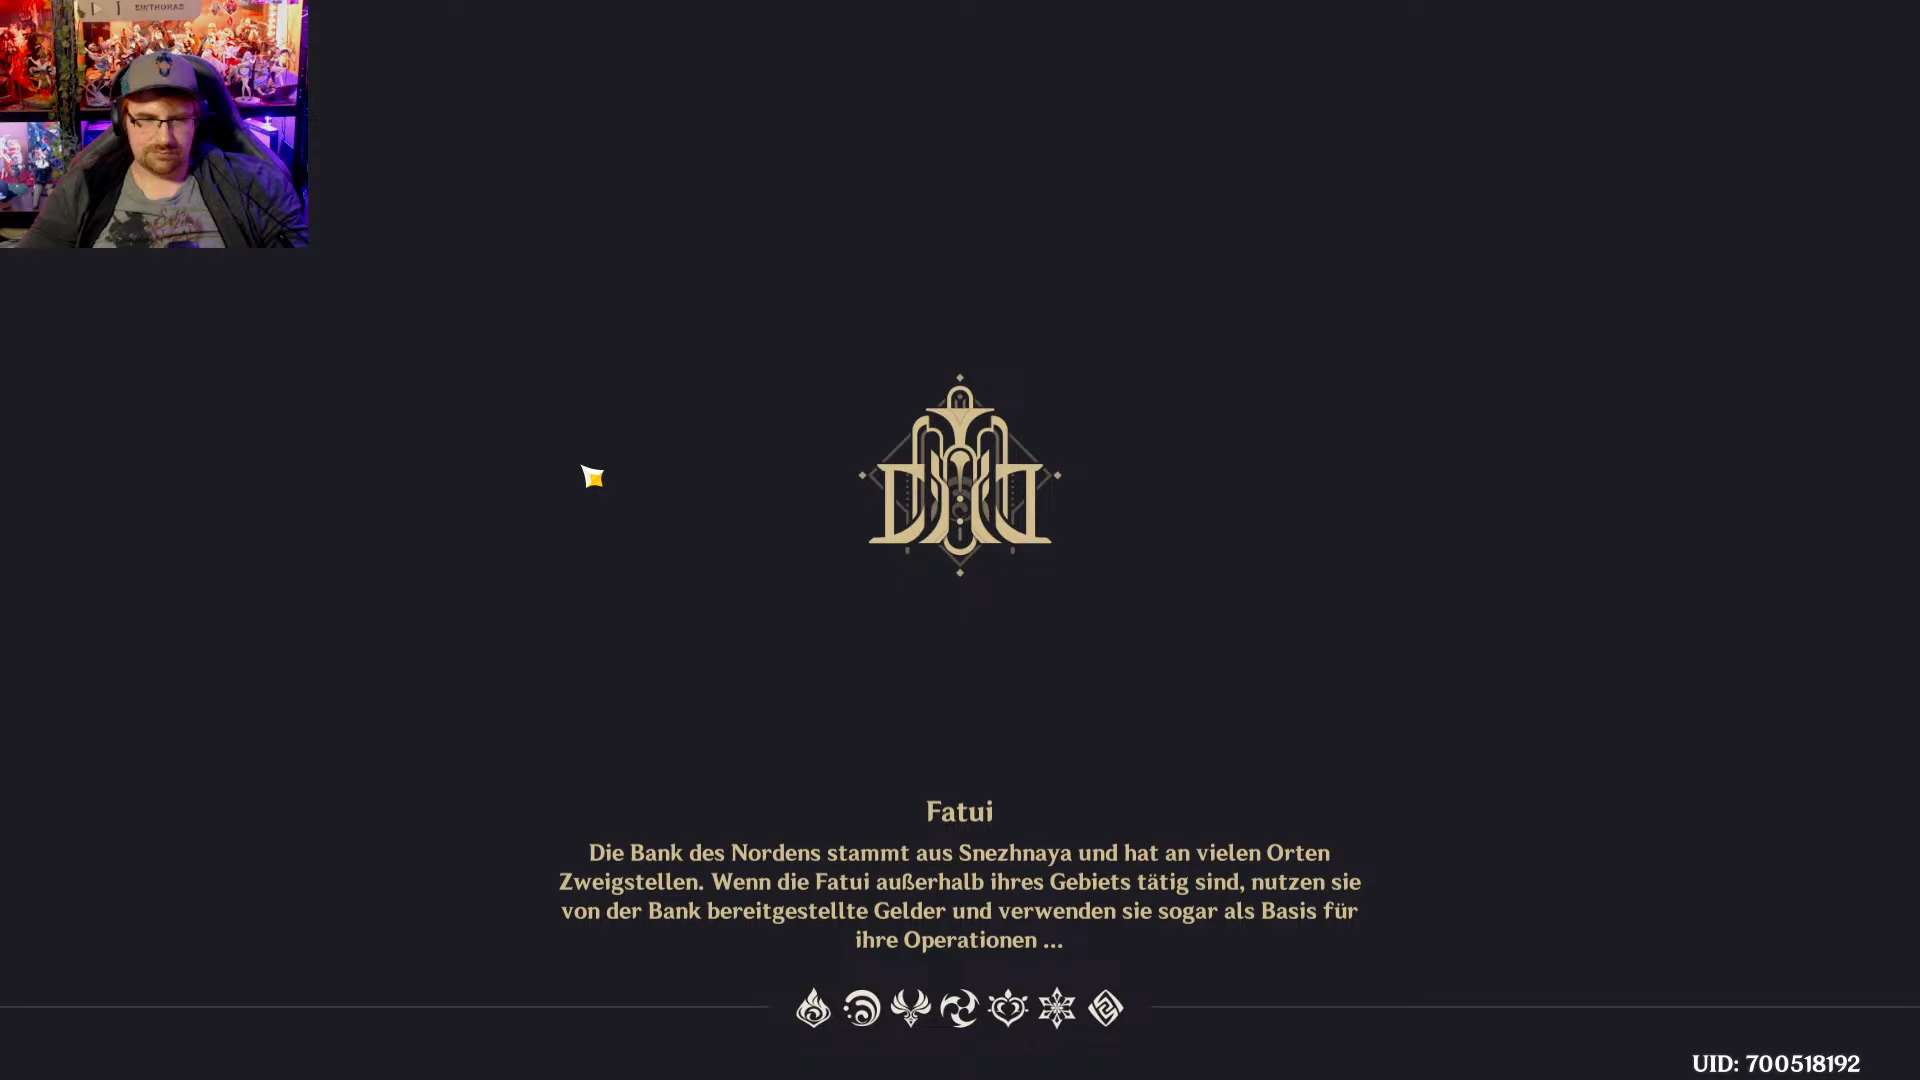 SIKTHORAS
Fatui
Die Bank des Nordens stammt aus Snezhnaya und hat an vielen Orten
Zweigstellen. Wenn die Fatui außerhalb ihres Gebiets tätig sind, nutzen sie
von der Bank bereitgestellte Gelder und verwenden sie sogar als Basis für
ihre Operationen ...
UID: 700518192